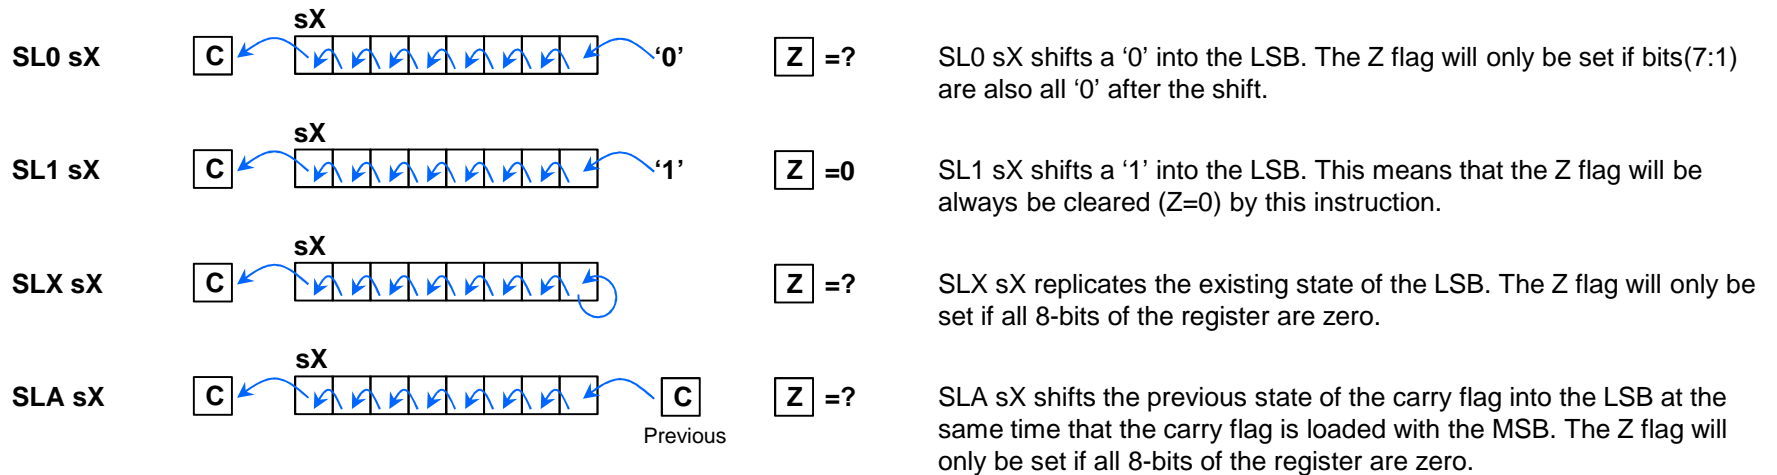 sX
SL0 sX C ‘0’ Z =? SL0 sX shifts a ‘0’ into the LSB. The Z flag will only be set if bits(7:1)
are also all ‘0’ after the shift.
sX
SL1 sX C ‘1’ Z =0 SL1 sX shifts a ‘1’ into the LSB. This means that the Z flag will be
always be cleared (Z=0) by this instruction.
sX
SLX sX C Z =? SLX sX replicates the existing state of the LSB. The Z flag will only be
set if all 8-bits of the register are zero.
sX
SLA sX C C Z =? SLA sX shifts the previous state of the carry flag into the LSB at the
Previous same time that the carry flag is loaded with the MSB. The Z flag will
only be set if all 8-bits of the register are zero.